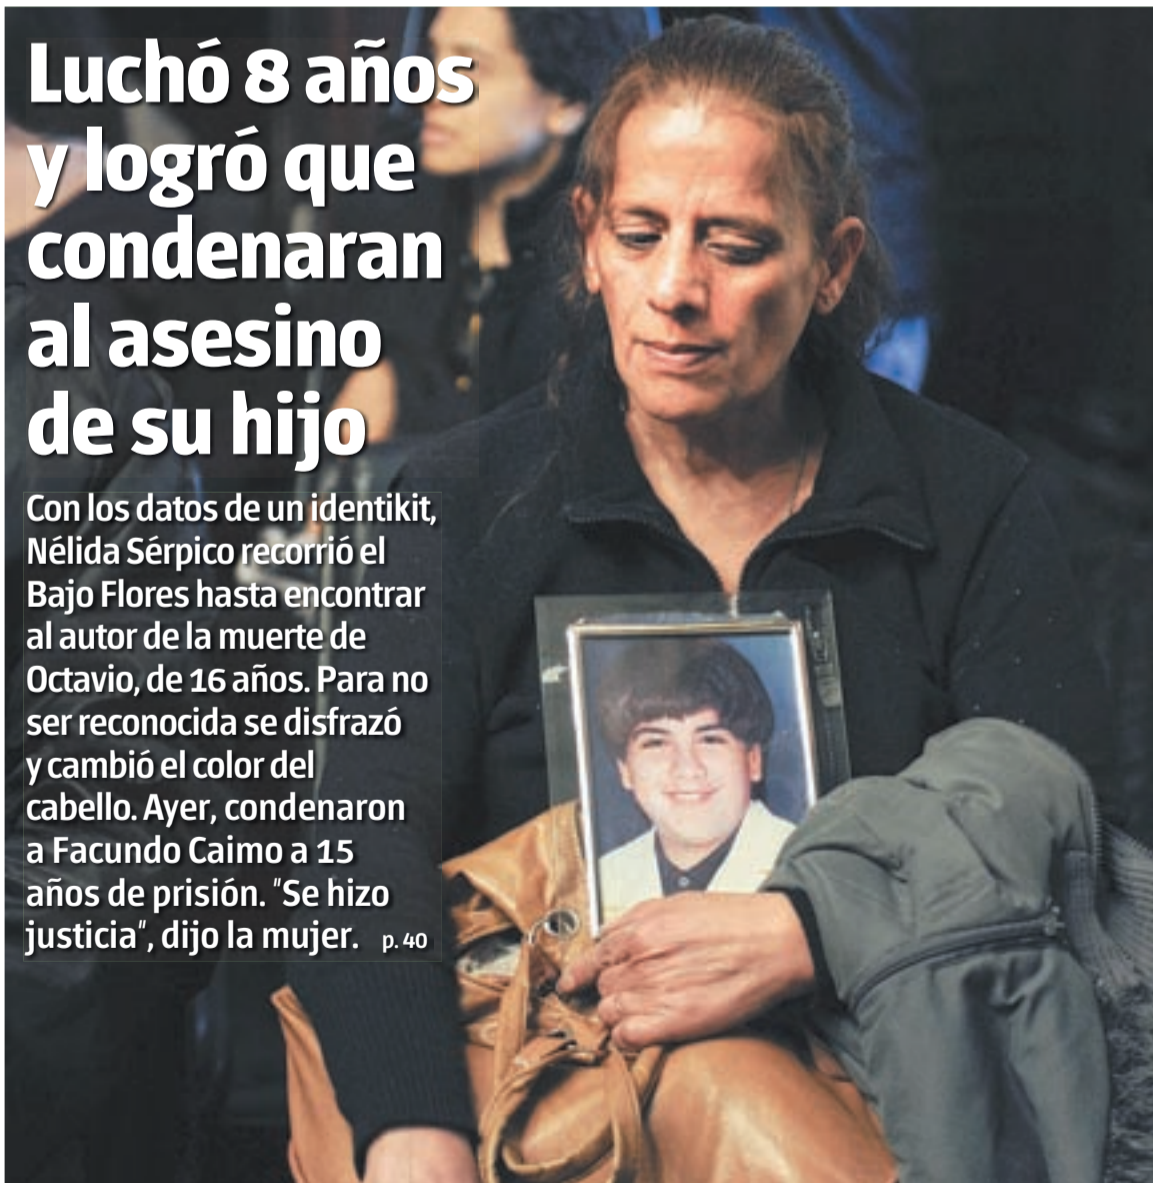 Luchó 8 años
y logró que
condenaran
al asesino
de su hijo
Con los datos de un identikit,
Nélida Sérpico recorrió el
Bajo Flores hasta encontrar
al autor de la muerte de
Octavio, de 16 años. Para no
ser reconocida se disfrazó
y cambió el color del
cabello. Ayer, condenaron
a Facundo Caimo a 15
años de prisión. "Se hizo
justicia", dijo la mujer. p. 40